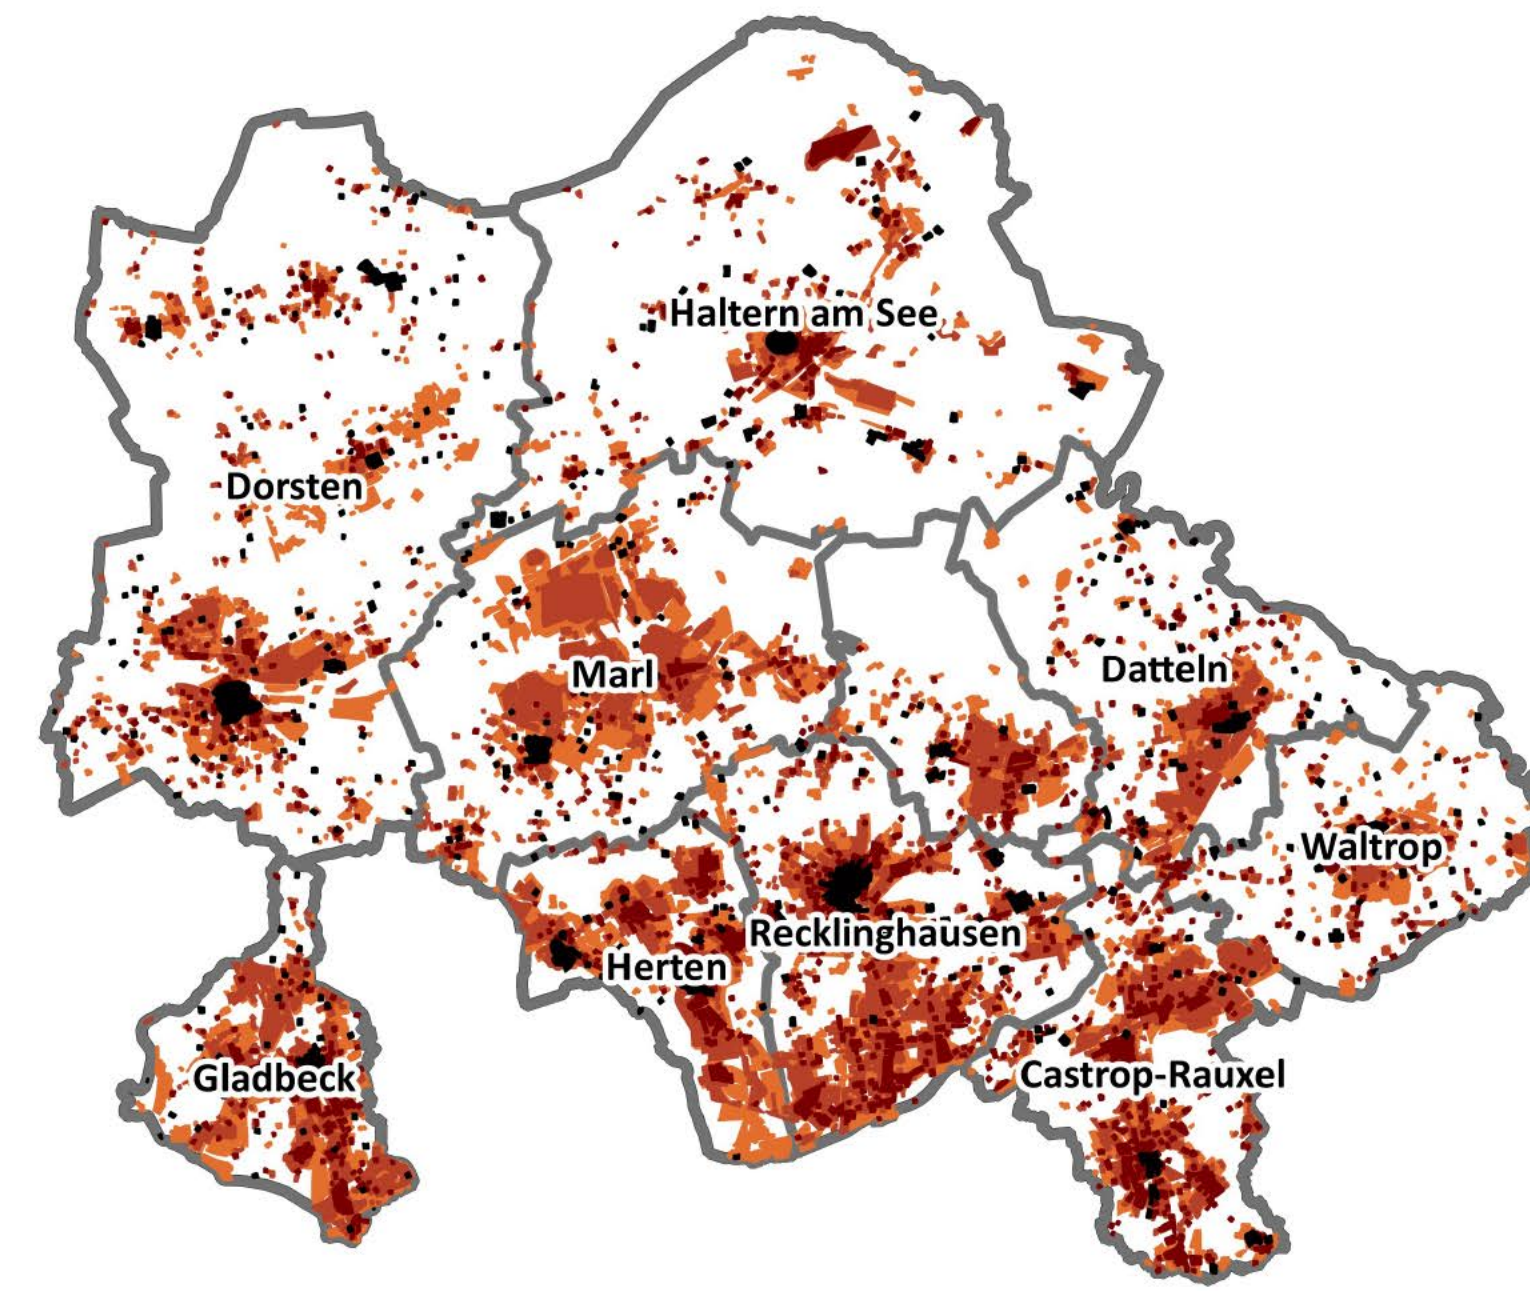 Haltern am See
Dorsten
Marl
Datteln
Waltrop
Recklinghausen
Herten
Gladbeck
Castrop-Rauxel